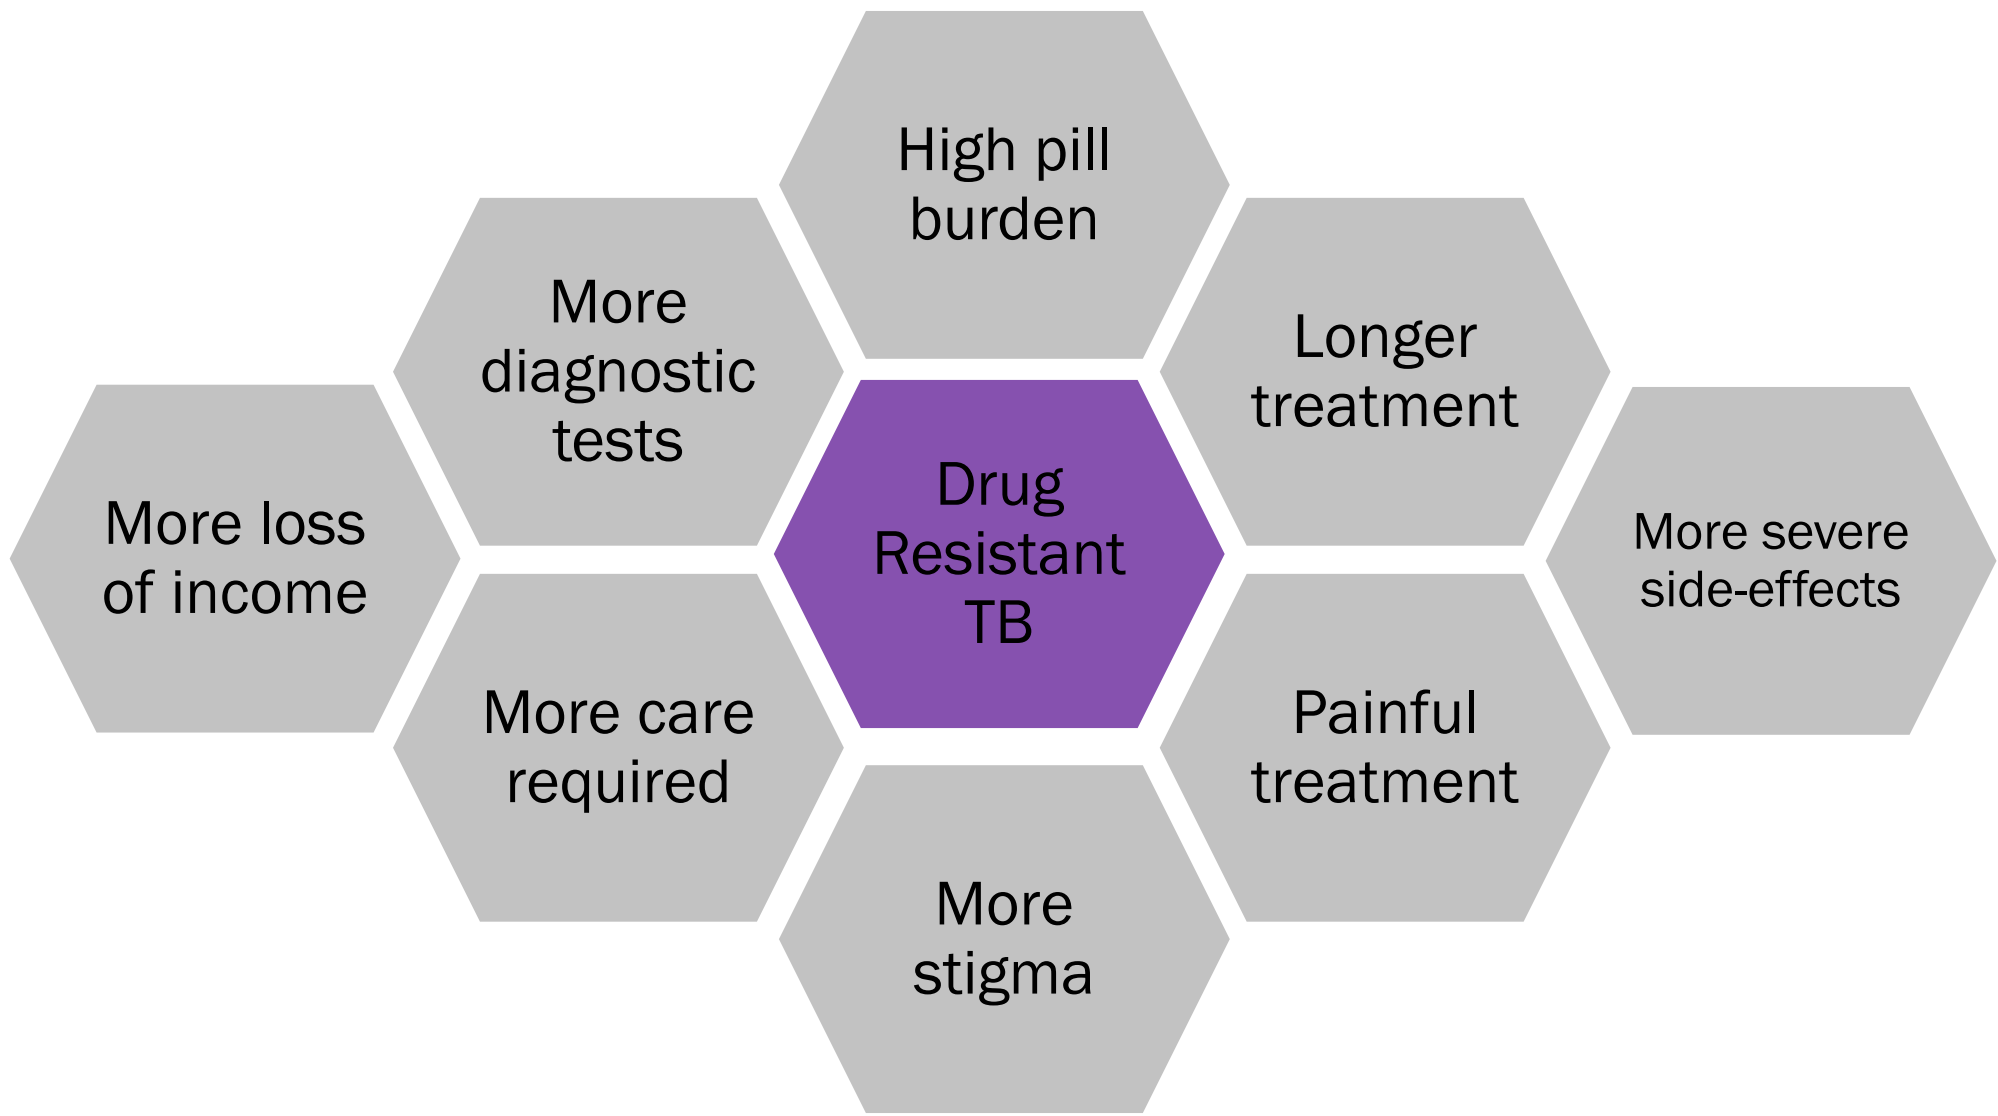 High pill
burden
More
diagnostic
tests
Longer
treatment
More loss
of income
Drug
Resistant
TB
More severe
side-effects
More care
required
Painful
treatment
More
stigma